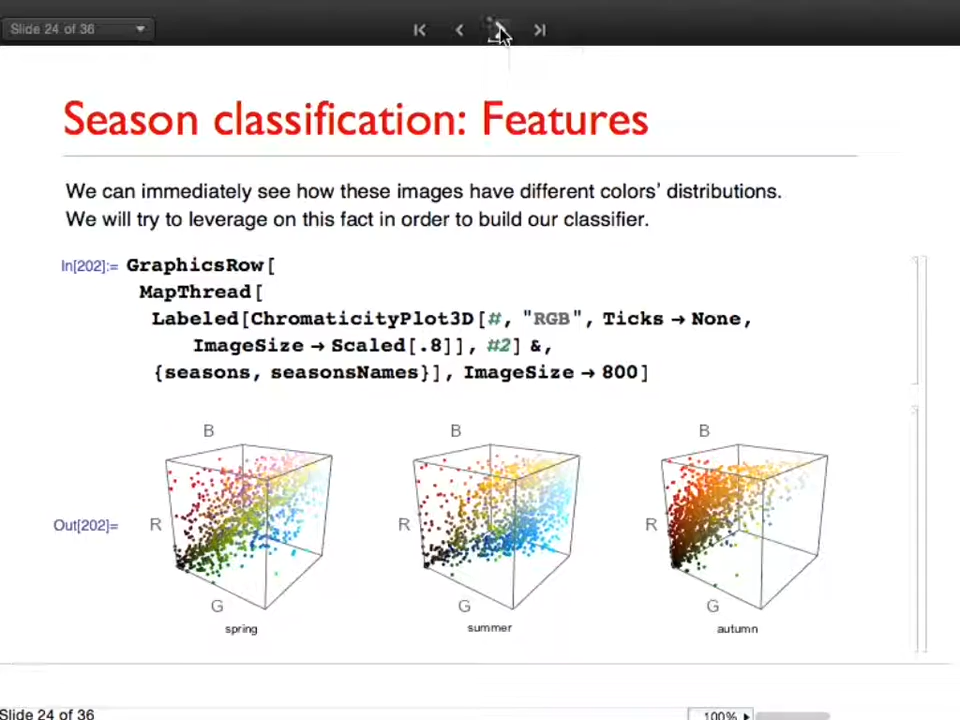 Slide 24 of 36
Season classification: Features
We can immediately see how these images have different colors' distributions.
We will try to leverage on this fact in order to build our classifier.
In[202]:= GraphicsRow[
MapThread[
Labeled[ChromaticityPlot3D[#, "RGB", Ticks → None,
ImageSize → Scaled[.8]], #2] &,
{seasons, seasonsNames}], ImageSize → 800]
B B B
Out[202]= R R R
G G G
spring summer autumn
Slide 24 of 36 100%